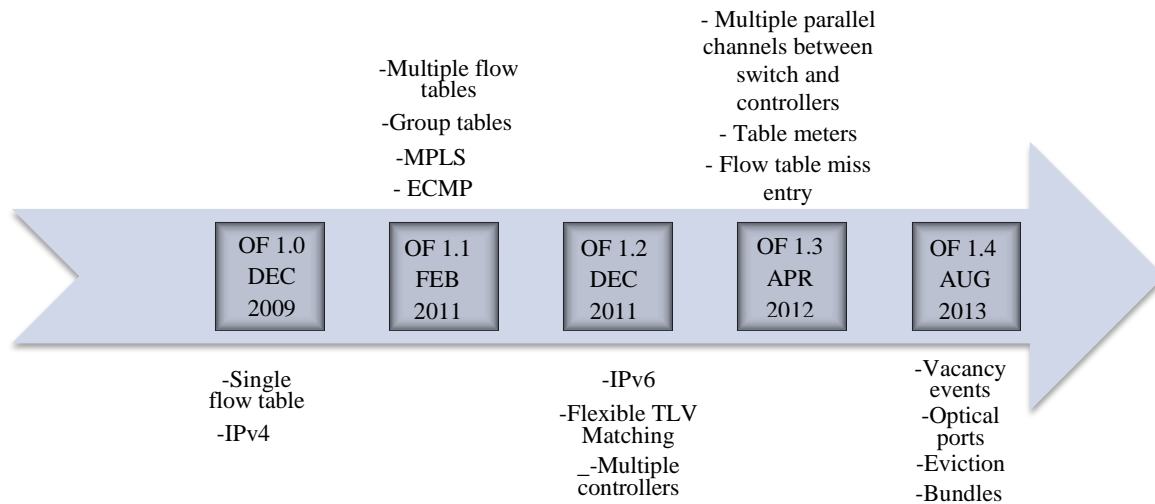 -Multiple flow
tables
-Group tables
-MPLS
- ECMP
- Multiple parallel
channels between
switch and
controllers
- Table meters
- Flow table miss
entry
OF 1.0
DEC
2009
OF 1.1
FEB
2011
OF 1.2
DEC
2011
OF 1.3
APR
2012
OF 1.4
AUG
2013
-Single
flow table
-IPv4
-IPv6
-Flexible TLV
Matching
_-Multiple
controllers
-Vacancy
events
-Optical
ports
-Eviction
-Bundles